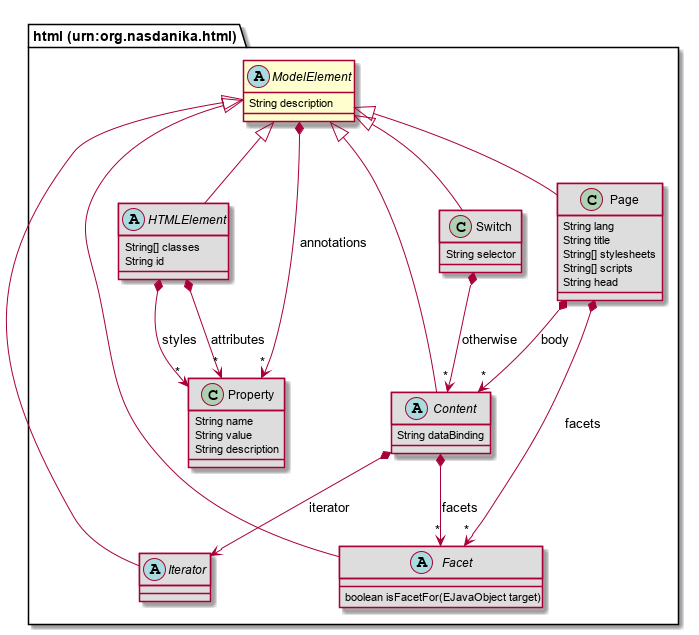 html (urn:org.nasdanika.html)
A ModelElement
String description
A HTMLElement
String[] classes
String id
annotations
C Switch
String selector
C Page
String lang
String title
String[] stylesheets
String[] scripts
String head
styles
attributes
otherwise
body
*
*
*
*
*
C Property
String name
String value
String description
A Content
String dataBinding
facets
iterator
facets
*
*
A Iterator
A Facet
boolean isFacetFor(EJavaObject target)